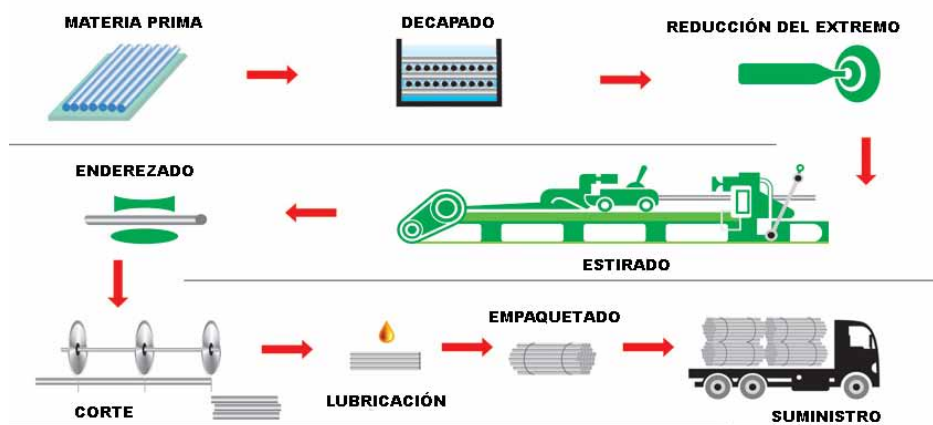 MATERIA PRIMA
DECAPADO
REDUCCIÓN DEL EXTREMO
ENDEREZADO
ESTIRADO
CORTE
LUBRICACIÓN
EMPAQUETADO
SUMINISTRO